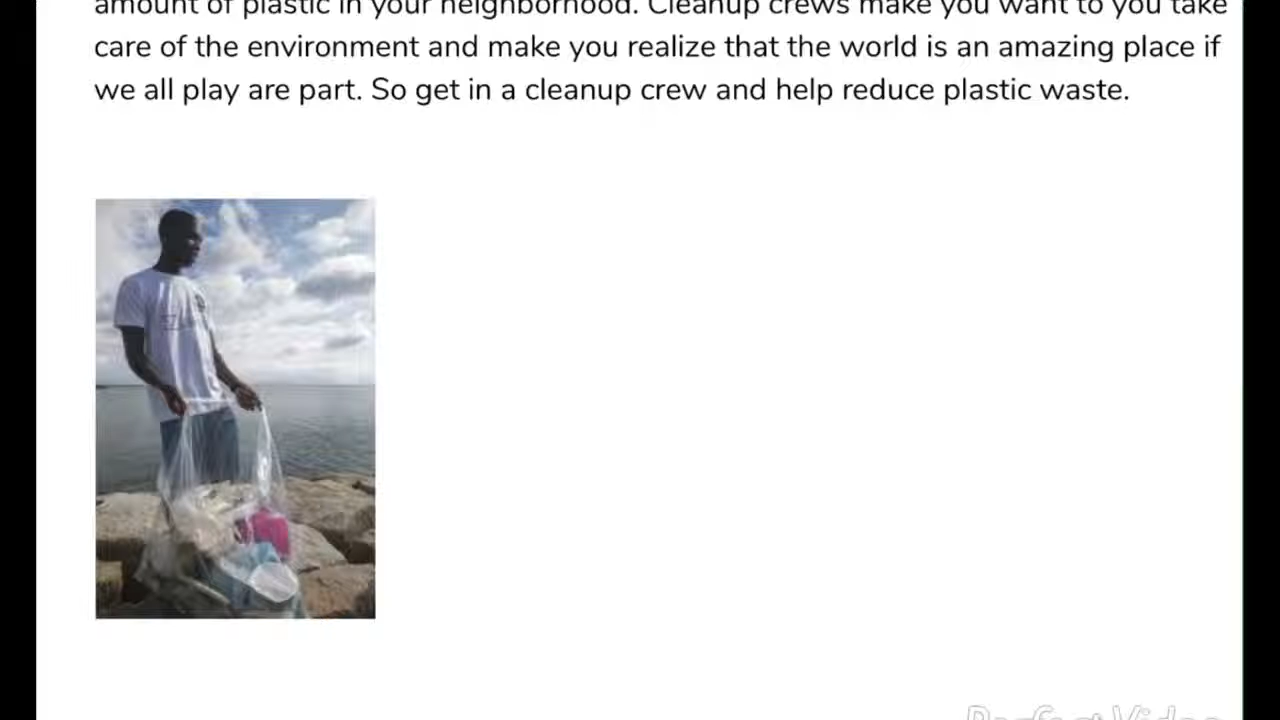 amount of plastic in your neighborhood. Cleanup crews make you want to you take
care of the environment and make you realize that the world is an amazing place if
we all play are part. So get in a cleanup crew and help reduce plastic waste.
Perfect Video